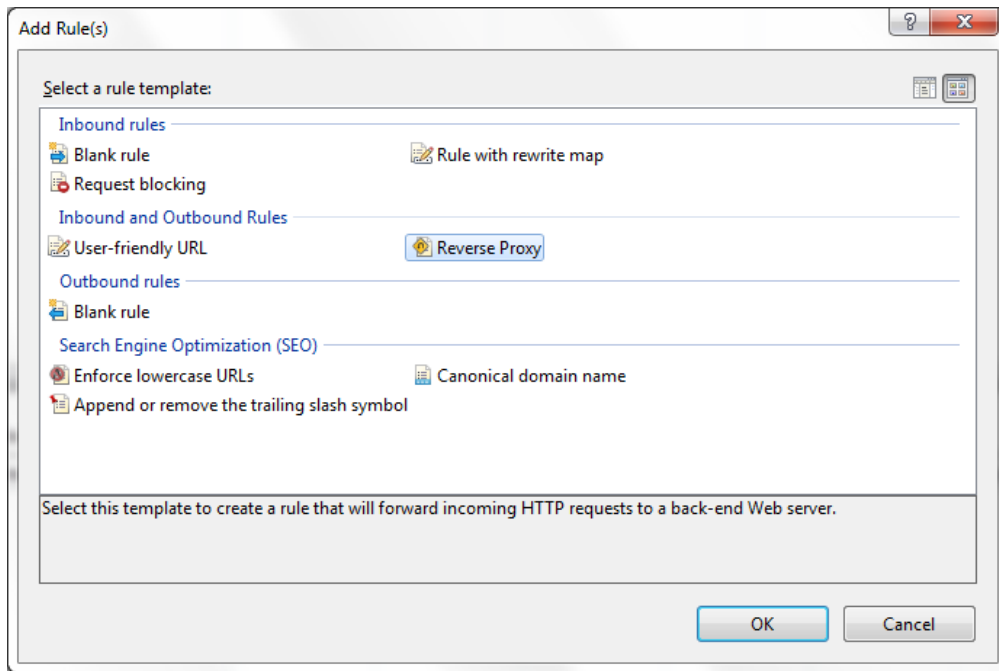 Add Rule(s)
Select a rule template:
Inbound rules
Blank rule
Rule with rewrite map
Request blocking
Inbound and Outbound Rules
User-friendly URL
Reverse Proxy
Outbound rules
Blank rule
Search Engine Optimization (SEO)
Enforce lowercase URLs
Canonical domain name
Append or remove the trailing slash symbol
Select this template to create a rule that will forward incoming HTTP requests to a back-end Web server.
OK
Cancel